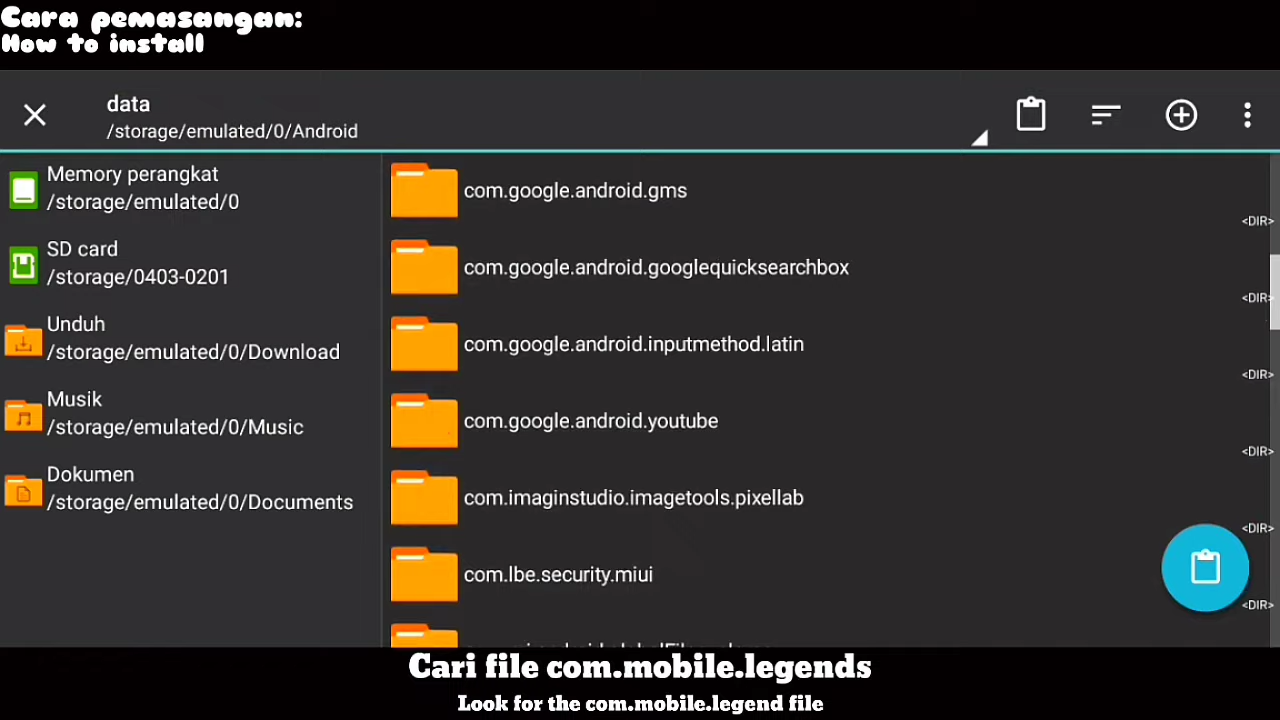 Cara pemasangan:
How to install
data
/storage/emulated/0/Android
Memory perangkat
/storage/emulated/0
SD card
/storage/0403-0201
Unduh
/storage/emulated/0/Download
Musik
/storage/emulated/0/Music
Dokumen
/storage/emulated/0/Documents
com.google.android.gms
<DIR>
com.google.android.googlequicksearchbox
<DIR>
com.google.android.inputmethod.latin
<DIR>
com.google.android.youtube
<DIR>
com.imaginstudio.imagetools.pixellab
<DIR>
com.lbe.security.miui
<DIR>
Cari file com.mobile.legends
Look for the com.mobile.legend file